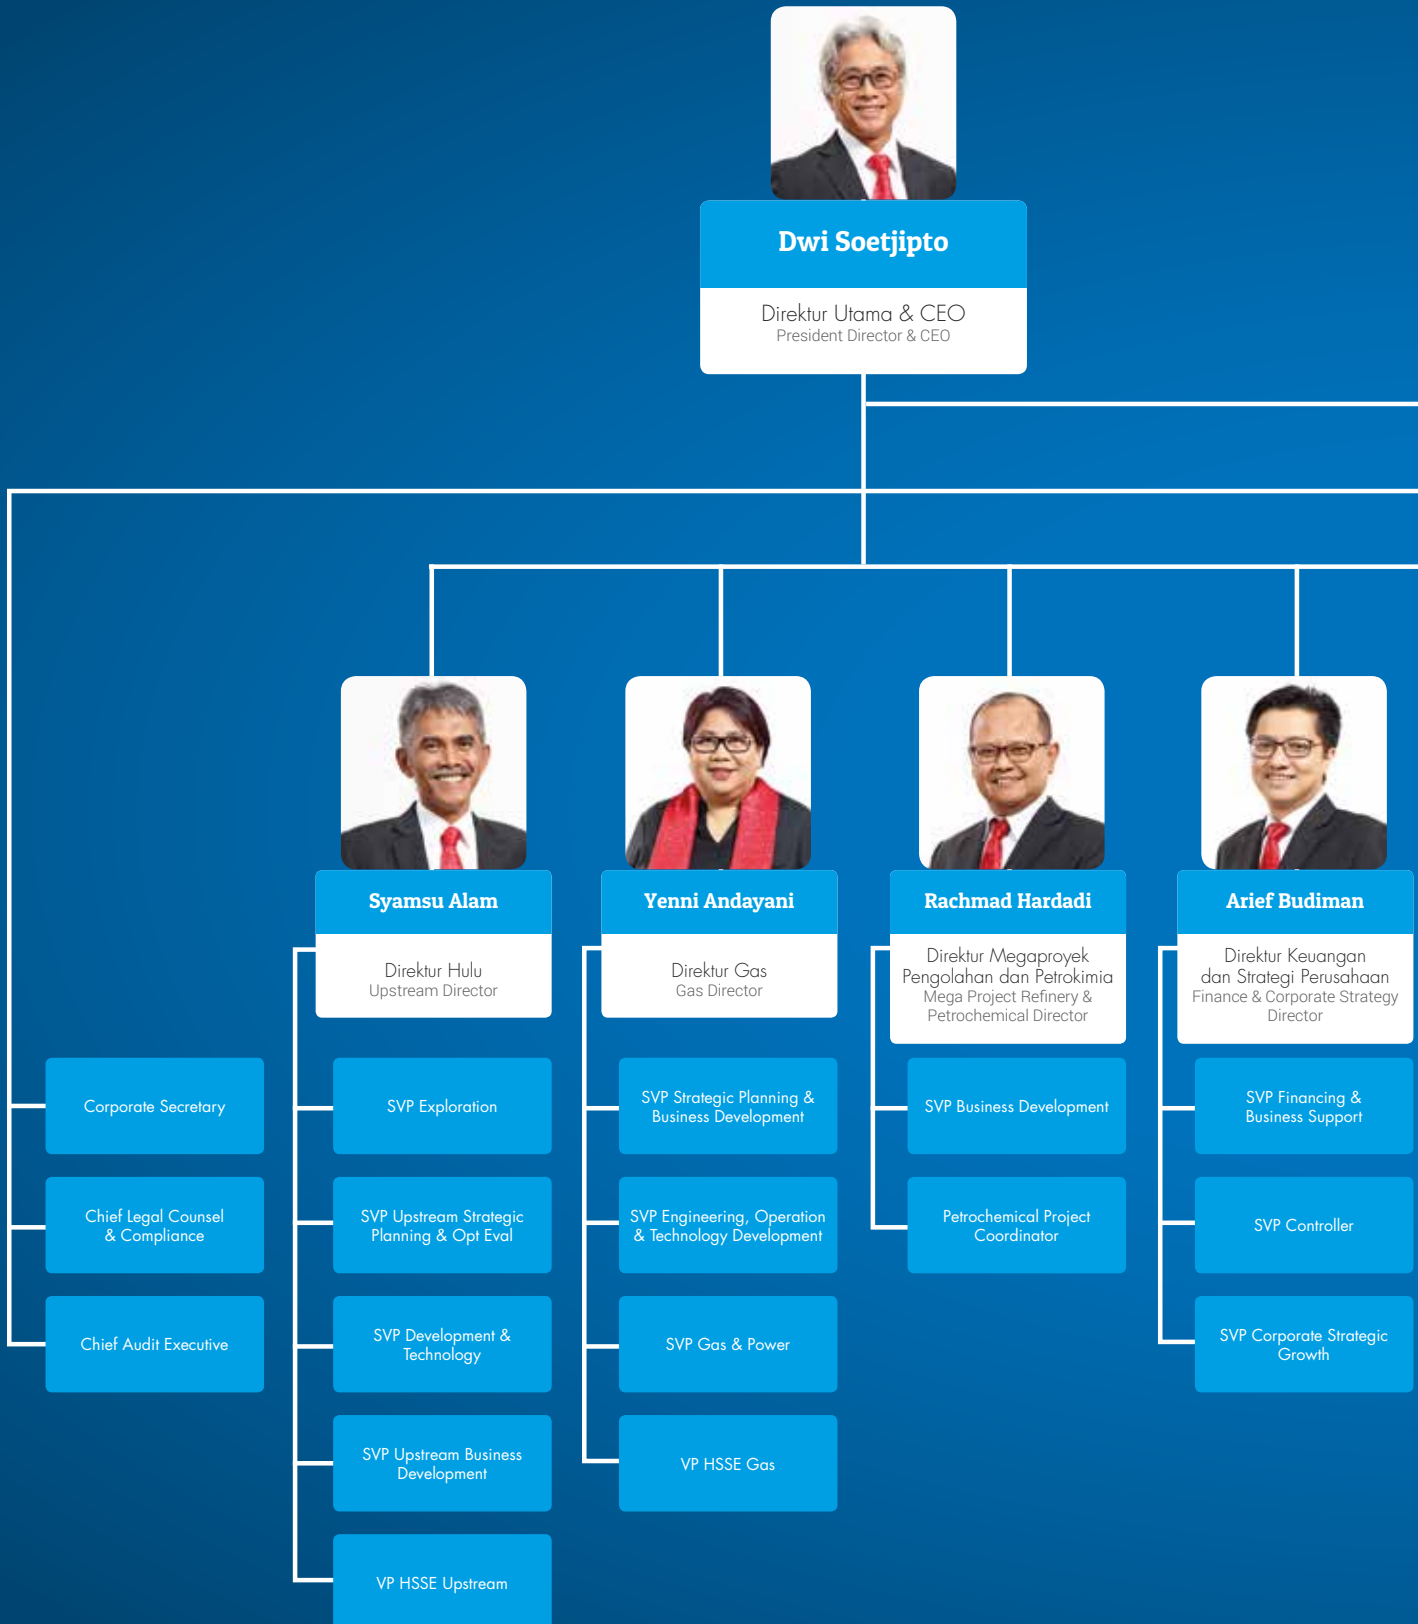 Dwi Soetjipto
Direktur Utama & CEO
President Director & CEO
Syamsu Alam
Direktur Hulu
Upstream Director
Yenni Andayani
Direktur Gas
Gas Director
Rachmad Hardadi
Direktur Megaproyek
Pengolahan dan Petrokimia
Mega Project Refinery &
Petrochemical Director
Arief Budiman
Direktur Keuangan
dan Strategi Perusahaan
Finance & Corporate Strategy
Director
Corporate Secretary
Chief Legal Counsel
& Compliance
Chief Audit Executive
SVP Exploration
SVP Upstream Strategic
Planning & Opt Eval
SVP Development &
Technology
SVP Upstream Business
Development
VP HSSE Upstream
SVP Strategic Planning &
Business Development
SVP Engineering, Operation
& Technology Development
SVP Gas & Power
VP HSSE Gas
SVP Business Development
Petrochemical Project
Coordinator
SVP Financing &
Business Support
SVP Controller
SVP Corporate Strategic
Growth